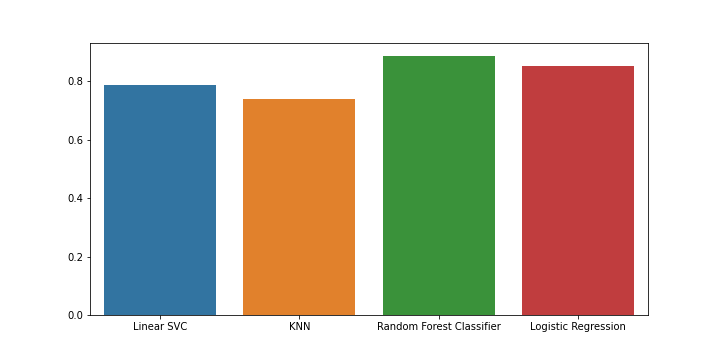 0.8
0.6
0.4
0.2
0.0
Linear SVC
KNN
Random Forest Classifier
Logistic Regression